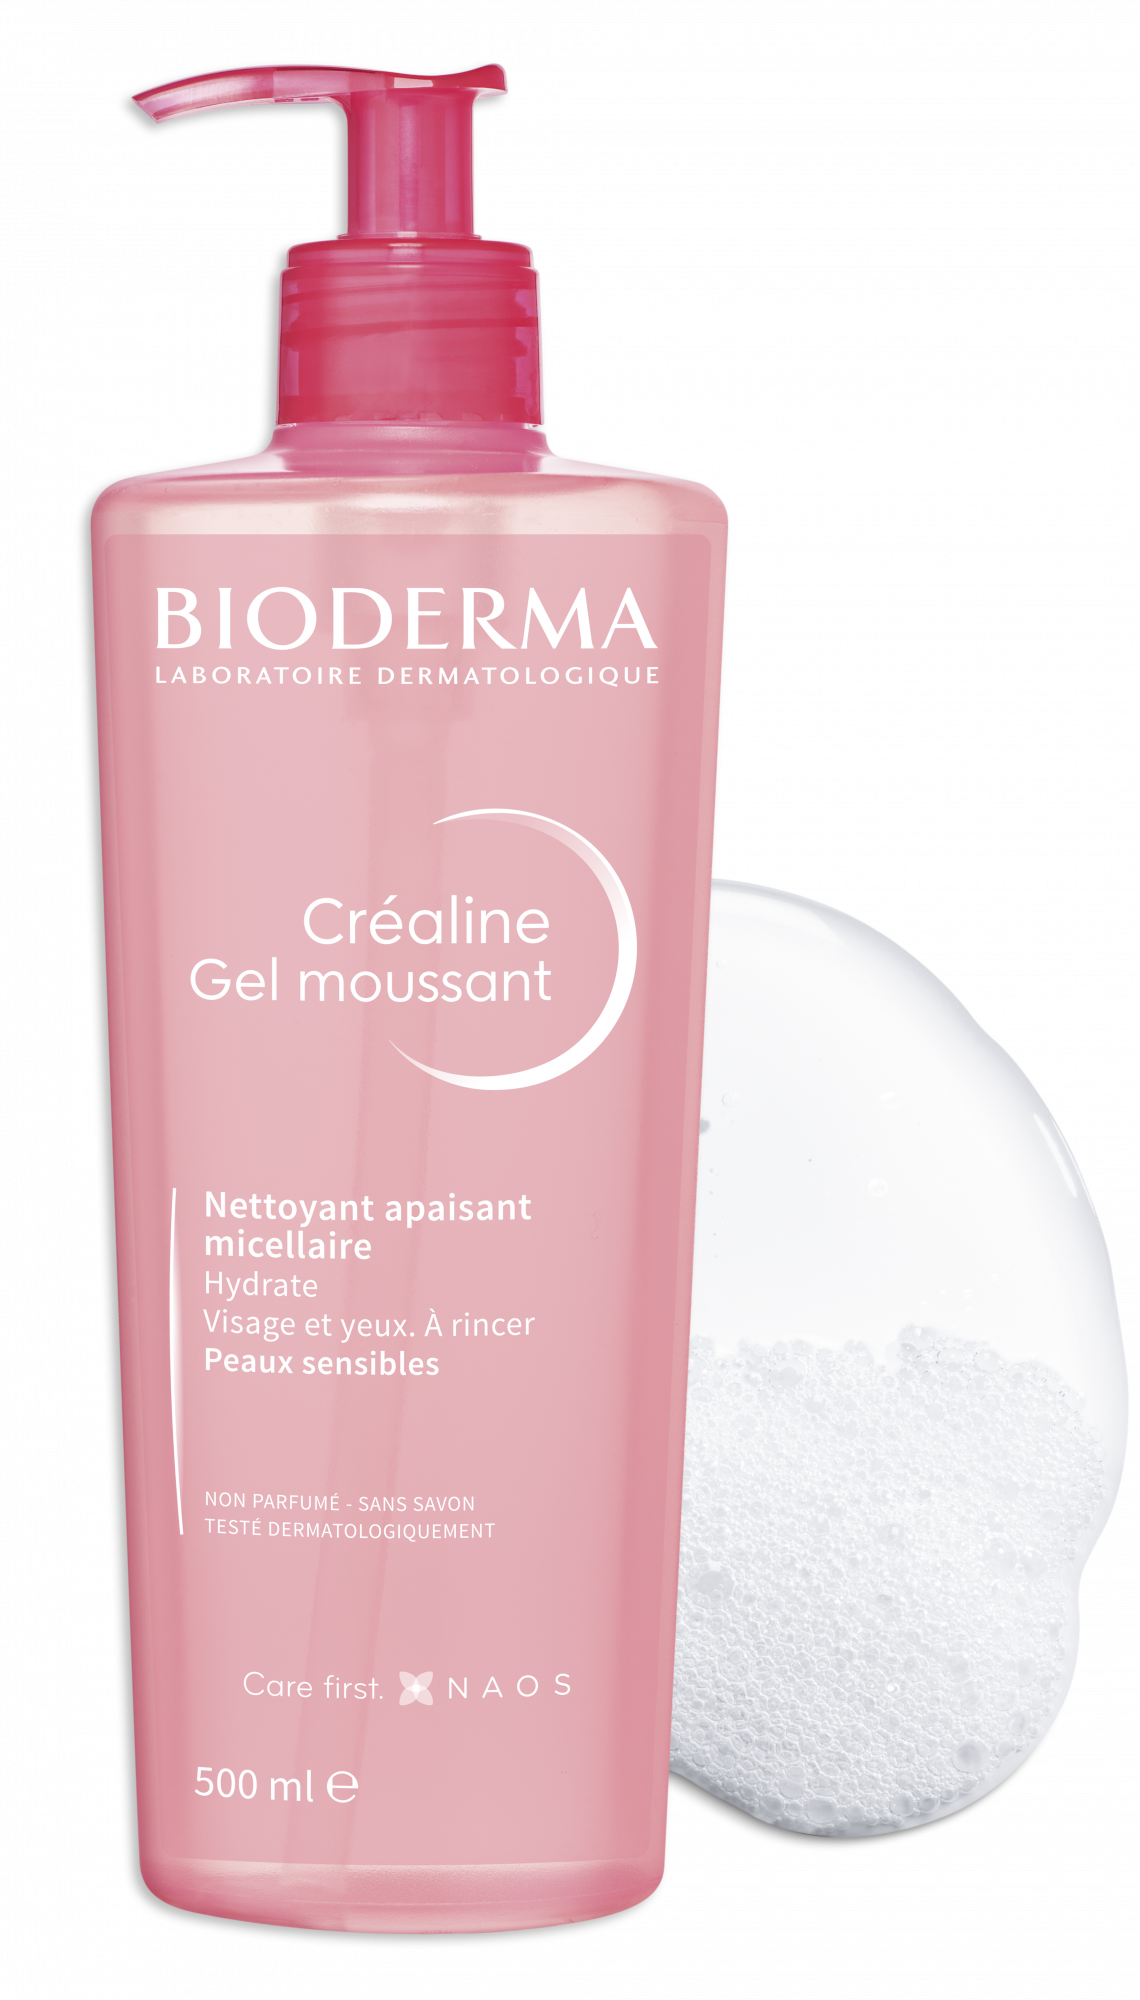 BIODERMA
LABORATOIRE DERMATOLOGIQUE
Créaline
Gel moussant
Nettoyant apaisant
micellaire
Hydrate
Visage et yeux. À rincer
Peaux sensibles
NON PARFUMÉ - SANS SAVON
TESTÉ DERMATOLOGIQUEMENT
Care first. NAOS
500 ml ℮